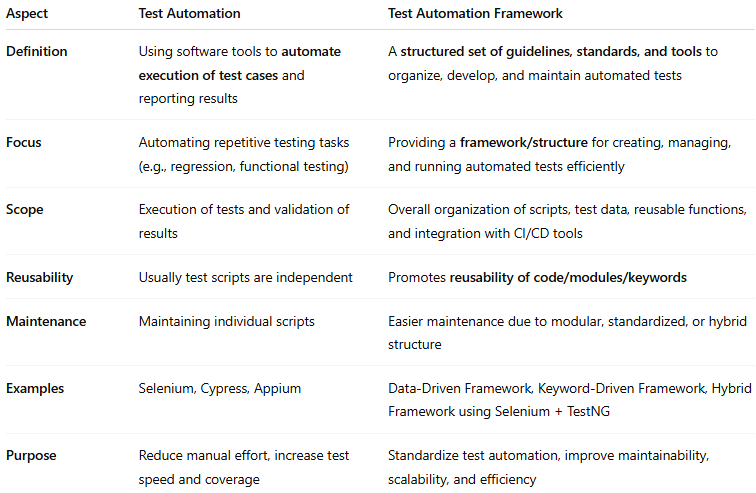 Aspect Test Automation Test Automation Framework
Definition Using software tools to automate A structured set of guidelines, standards, and tools to
execution of test cases and organize, develop, and maintain automated tests
reporting results
Focus Automating repetitive testing tasks Providing a framework/structure for creating, managing,
(e.g., regression, functional testing) and running automated tests efficiently
Scope Execution of tests and validation of Overall organization of scripts, test data, reusable functions,
results and integration with CI/CD tools
Reusability Usually test scripts are independent Promotes reusability of code/modules/keywords
Maintenance Maintaining individual scripts Easier maintenance due to modular, standardized, or hybrid
structure
Examples Selenium, Cypress, Appium Data-Driven Framework, Keyword-Driven Framework, Hybrid
Framework using Selenium + TestNG
Purpose Reduce manual effort, increase test Standardize test automation, improve maintainability,
speed and coverage scalability, and efficiency